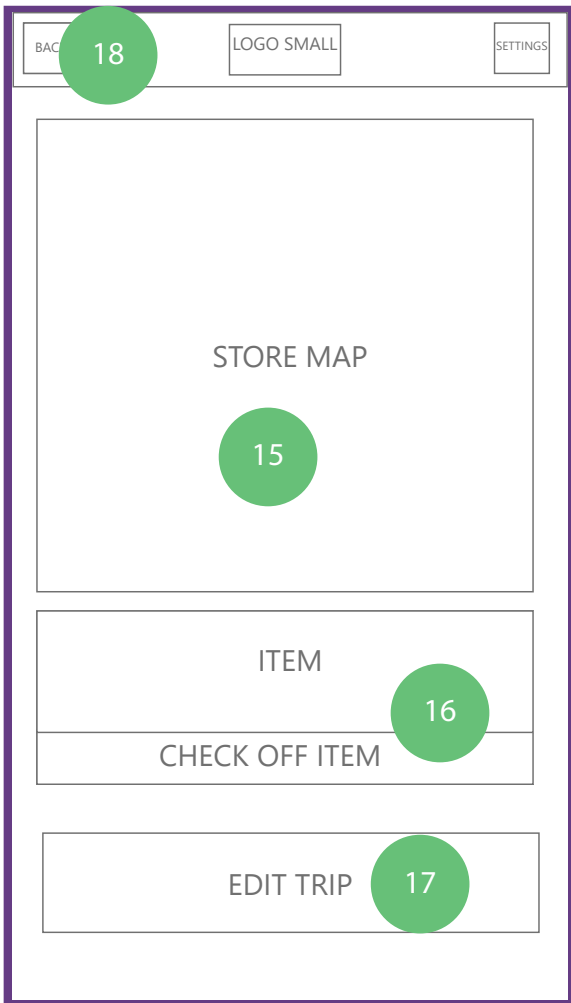 BAC
18
LOGO SMALL
SETTINGS
STORE MAP
15
ITEM
16
CHECK OFF ITEM
EDIT TRIP
17